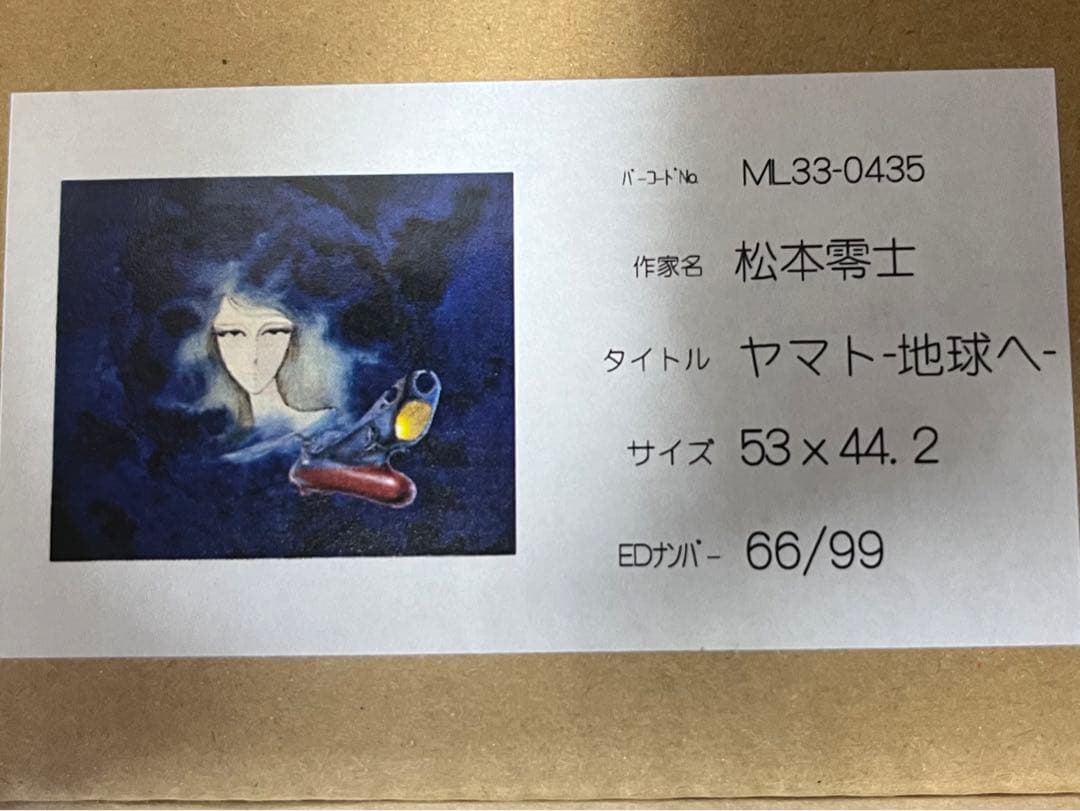 バーコードNo. ML33-0435
作家名 松本零士
タイトル ヤマト-地球へ-
サイズ 53×44.2
EDナンバー 66/99